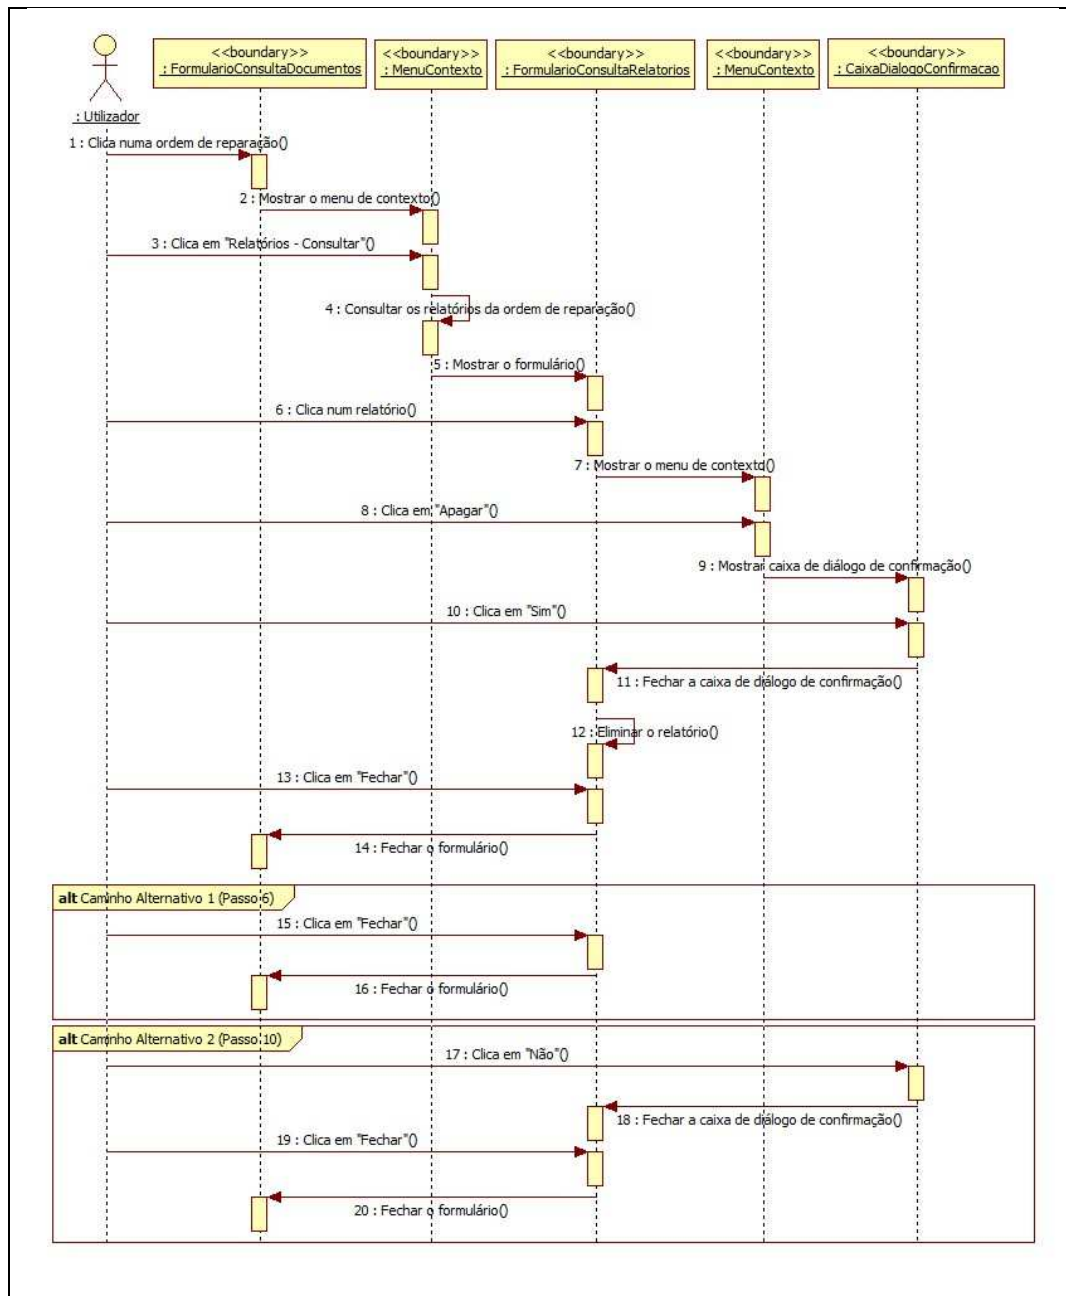 <<boundary>>
: FormularioConsultaDocumentos
<<boundary>>
: MenuContexto
<<boundary>>
: FormularioConsultaRelatorios
<<boundary>>
: MenuContexto
<<boundary>>
: CaixaDialogoConfirmacao
: Utilizador
1 : Clica numa ordem de reparação()
2 : Mostrar o menu de contexto()
3 : Clica em "Relatórios - Consultar"()
4 : Consultar os relatórios da ordem de reparação()
5 : Mostrar o formulário()
6 : Clica num relatório()
7 : Mostrar o menu de contexto()
8 : Clica em "Apagar"()
9 : Mostrar caixa de diálogo de confirmação()
10 : Clica em "Sim"()
11 : Fechar a caixa de diálogo de confirmação()
12 : Eliminar o relatório()
13 : Clica em "Fechar"()
14 : Fechar o formulário()
alt Caminho Alternativo 1 (Passo 6)
15 : Clica em "Fechar"()
16 : Fechar o formulário()
alt Caminho Alternativo 2 (Passo 10)
17 : Clica em "Não"()
18 : Fechar a caixa de diálogo de confirmação()
19 : Clica em "Fechar"()
20 : Fechar o formulário()